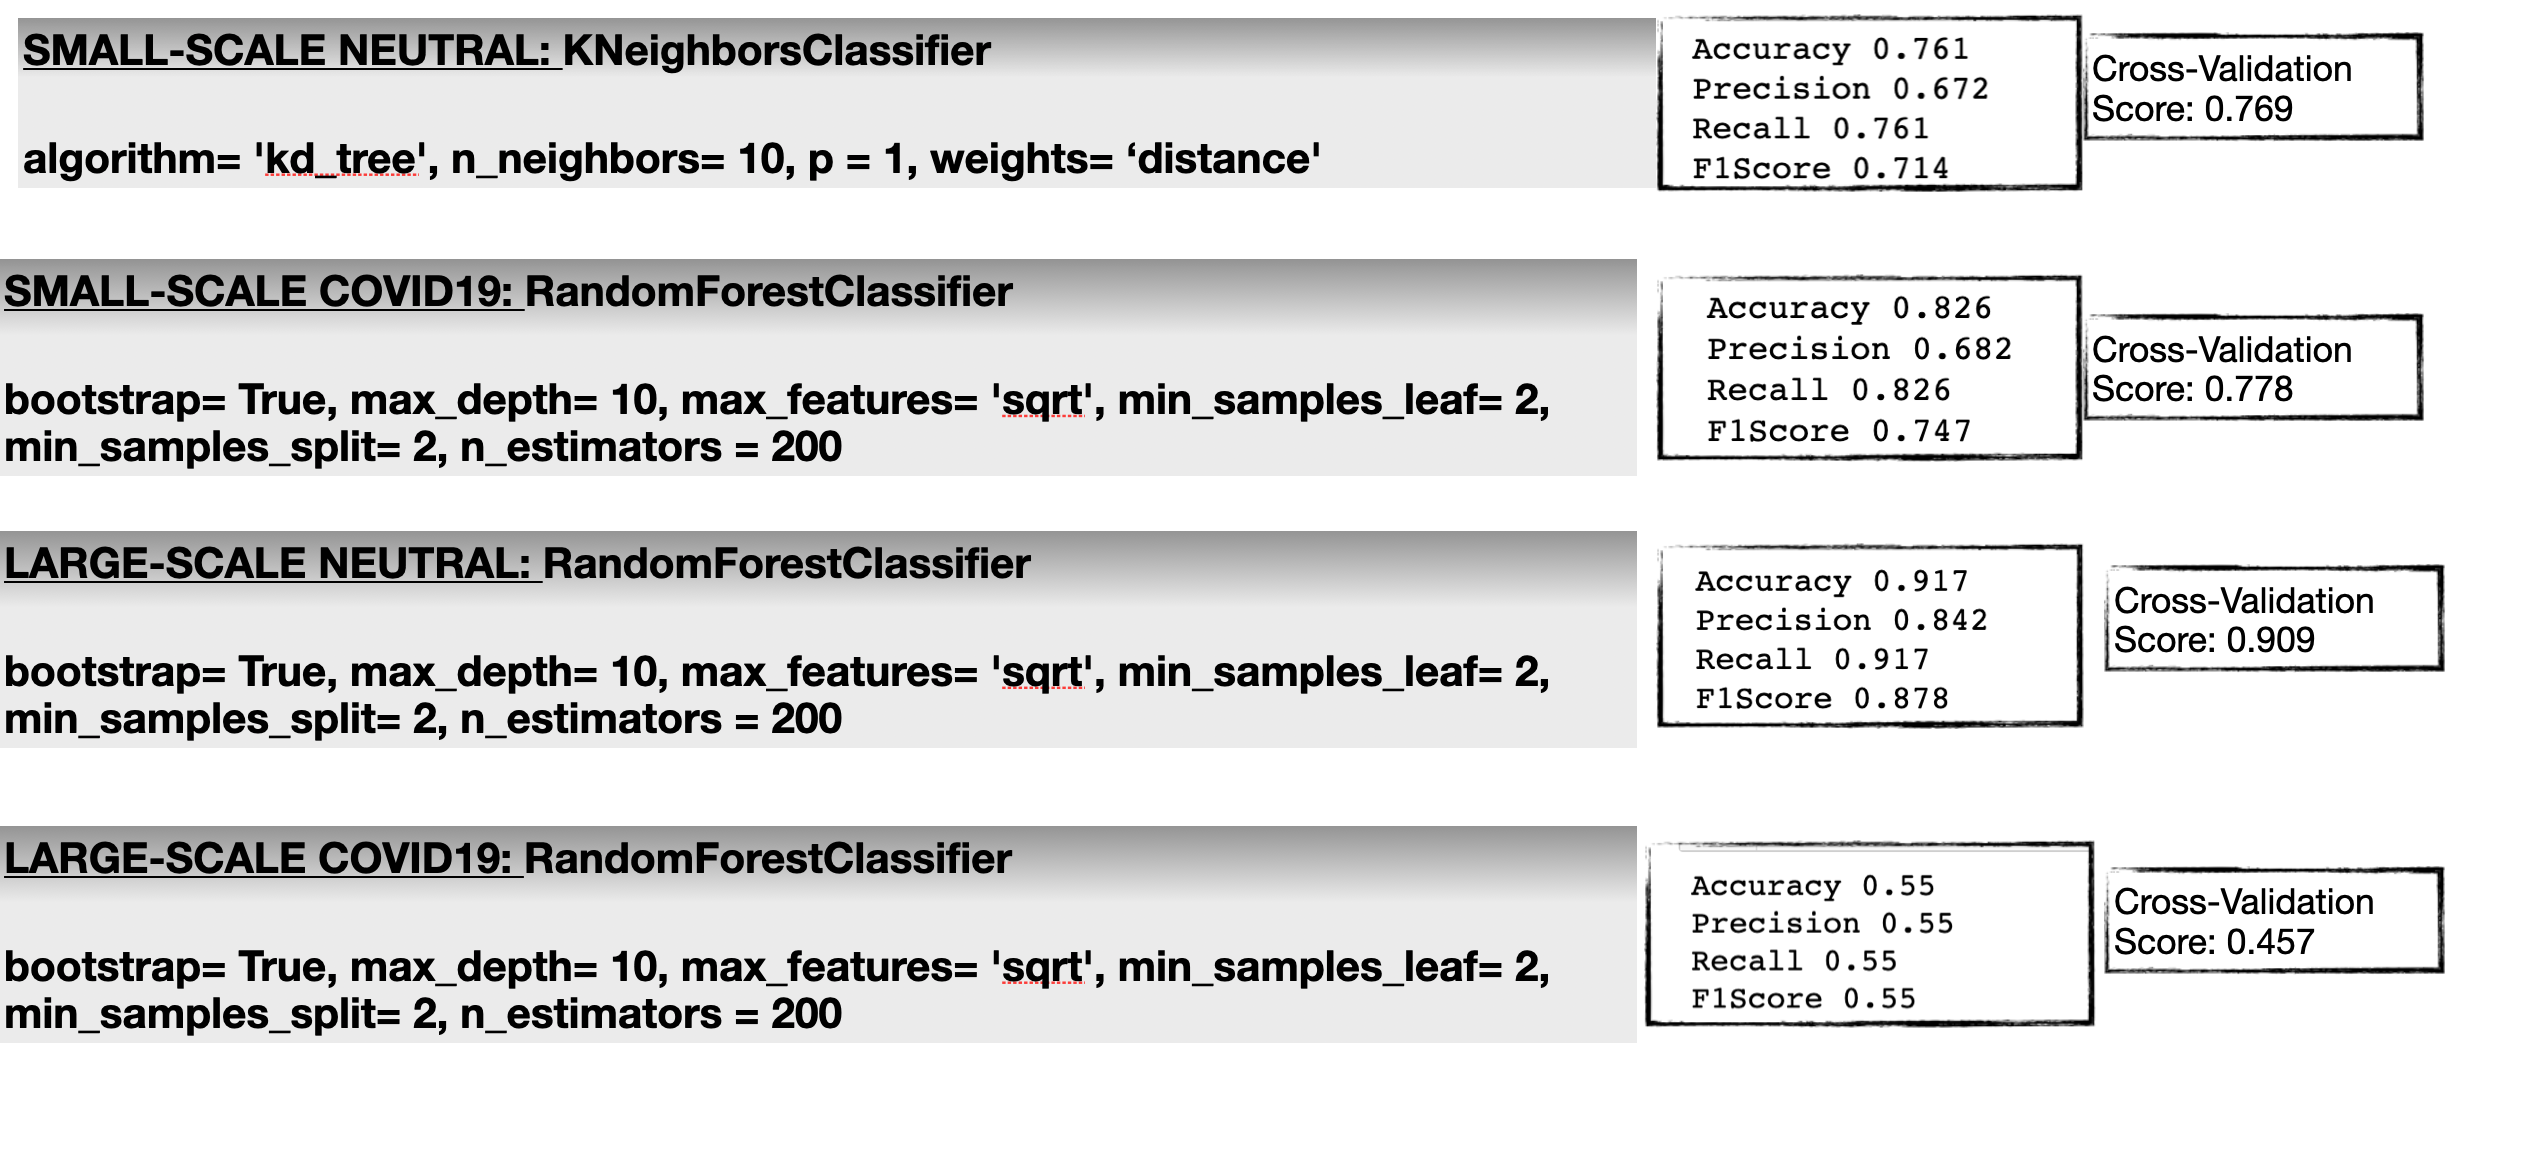 SMALL-SCALE NEUTRAL: KNeighborsClassifier
algorithm= 'kd_tree', n_neighbors= 10, p = 1, weights= ‘distance'
Accuracy 0.761
Precision 0.672
Recall 0.761
F1Score 0.714
Cross-Validation
Score: 0.769
SMALL-SCALE COVID19: RandomForestClassifier
bootstrap= True, max_depth= 10, max_features= 'sqrt', min_samples_leaf= 2,
min_samples_split= 2, n_estimators = 200
Accuracy 0.826
Precision 0.682
Recall 0.826
F1Score 0.747
Cross-Validation
Score: 0.778
LARGE-SCALE NEUTRAL: RandomForestClassifier
bootstrap= True, max_depth= 10, max_features= 'sqrt', min_samples_leaf= 2,
min_samples_split= 2, n_estimators = 200
Accuracy 0.917
Precision 0.842
Recall 0.917
F1Score 0.878
Cross-Validation
Score: 0.909
LARGE-SCALE COVID19: RandomForestClassifier
bootstrap= True, max_depth= 10, max_features= 'sqrt', min_samples_leaf= 2,
min_samples_split= 2, n_estimators = 200
Accuracy 0.55
Precision 0.55
Recall 0.55
F1Score 0.55
Cross-Validation
Score: 0.457